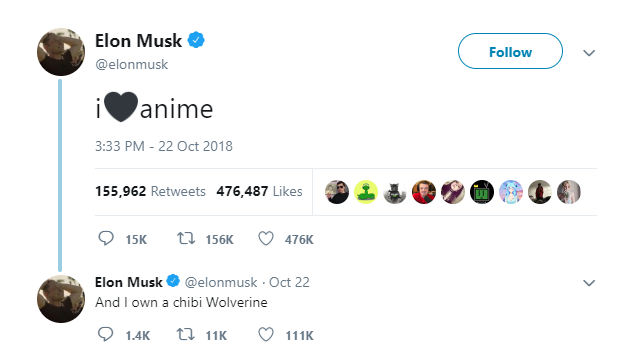 Elon Musk
@elonmusk
Follow
i🖤anime
3:33 PM - 22 Oct 2018
155,962 Retweets 476,487 Likes
15K 156K 476K
Elon Musk @elonmusk · Oct 22
And I own a chibi Wolverine
1.4K 11K 111K